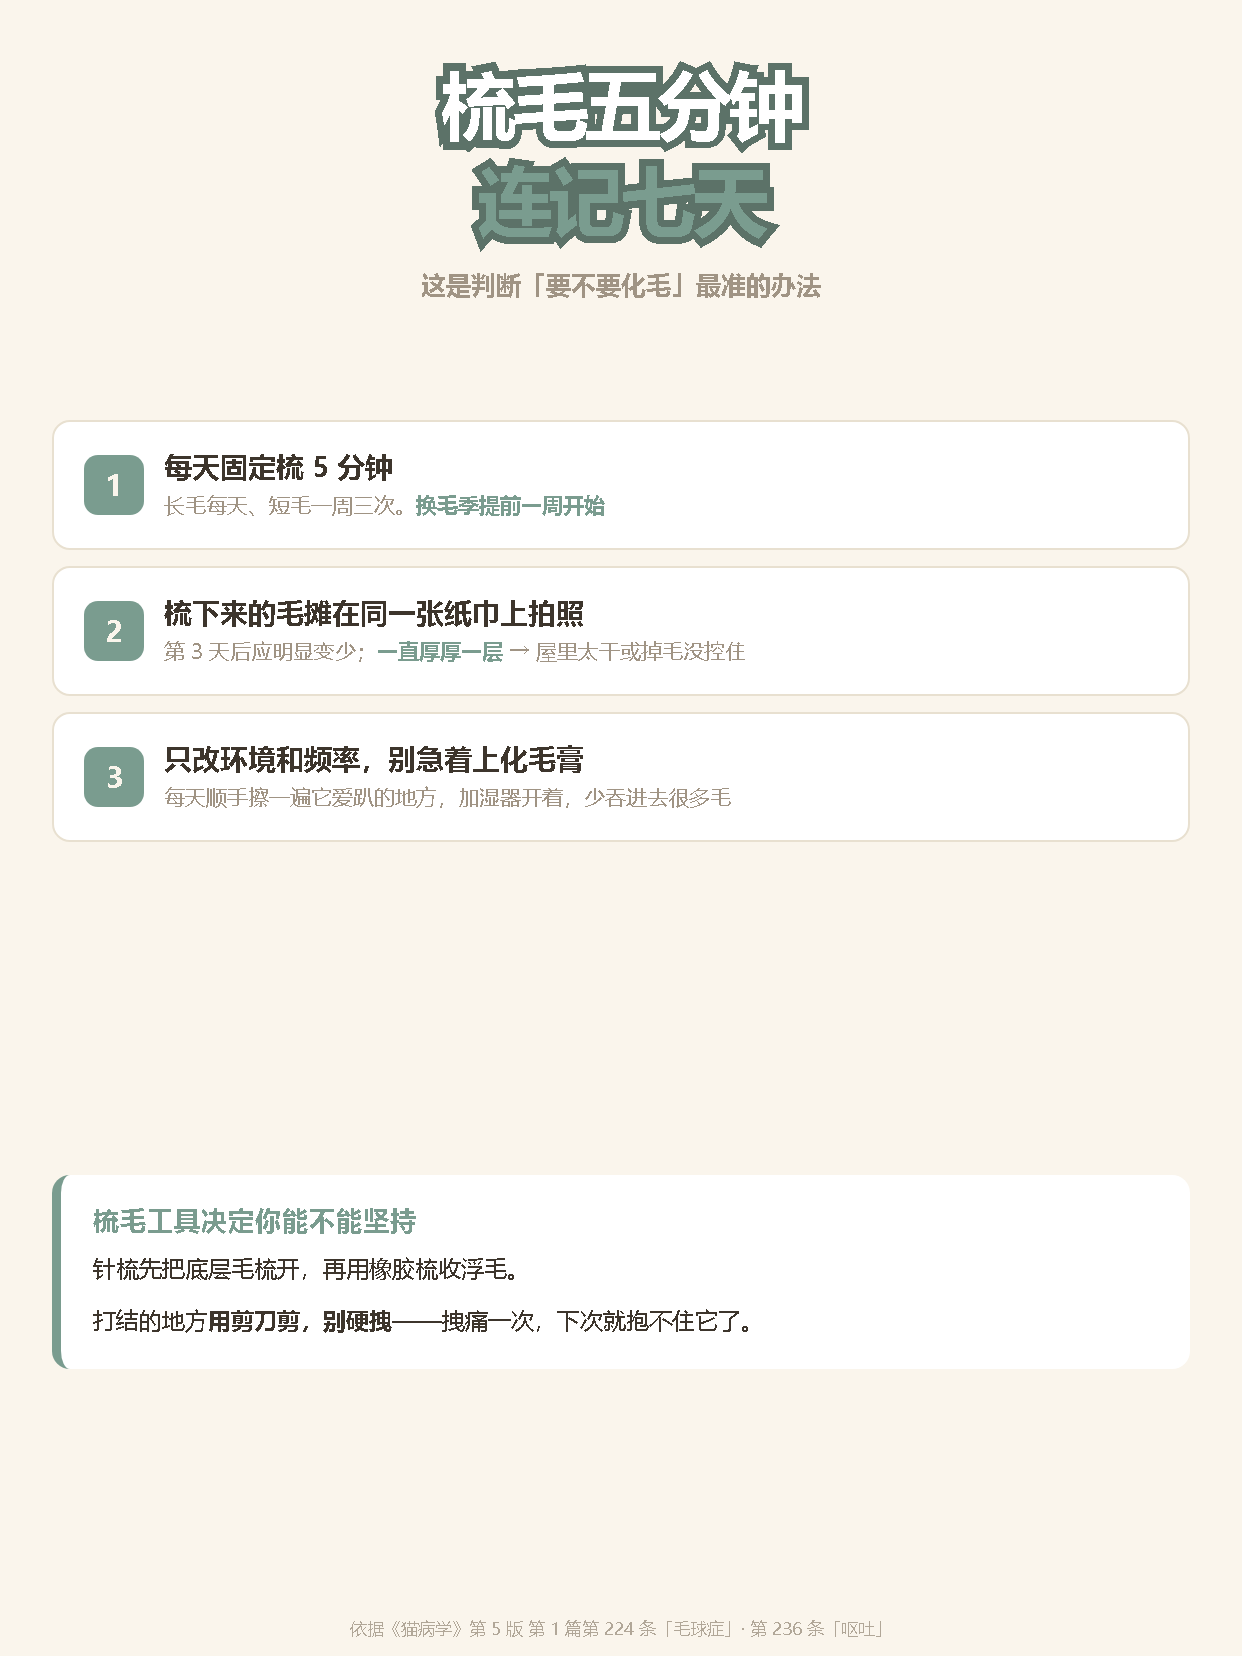 梳毛五分钟
连记七天
这是判断「要不要化毛」最准的办法
1
每天固定梳 5 分钟
长毛每天、短毛一周三次。换毛季提前一周开始
2
梳下来的毛摊在同一张纸巾上拍照
第 3 天后应明显变少；一直厚厚一层 → 屋里太干或掉毛没控住
3
只改环境和频率，别急着上化毛膏
每天顺手擦一遍它爱趴的地方，加湿器开着，少吞进去很多毛
梳毛工具决定你能不能坚持
针梳先把底层毛梳开，再用橡胶梳收浮毛。
打结的地方用剪刀剪，别硬拽——拽痛一次，下次就抱不住它了。
依据《猫病学》第 5 版 第 1 篇第 224 条「毛球症」· 第 236 条「呕吐」